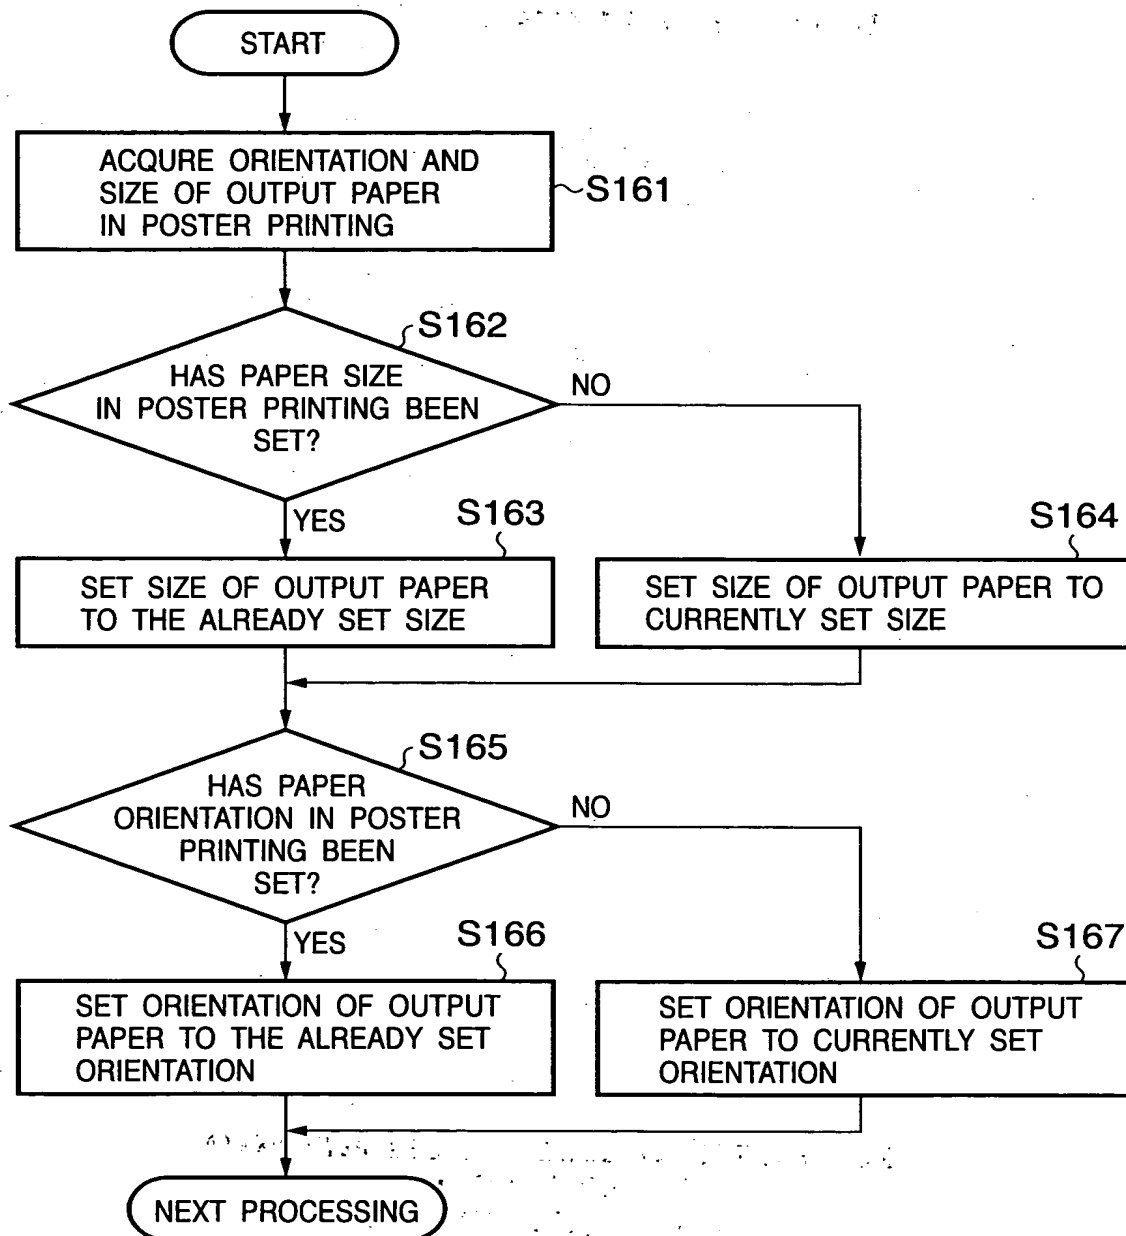 START
ACQURE ORIENTATION AND
SIZE OF OUTPUT PAPER
IN POSTER PRINTING
S161
S162
HAS PAPER SIZE
IN POSTER PRINTING BEEN
SET?
NO
YES
S163
S164
SET SIZE OF OUTPUT PAPER
TO THE ALREADY SET SIZE
SET SIZE OF OUTPUT PAPER TO
CURRENTLY SET SIZE
S165
HAS PAPER
ORIENTATION IN POSTER
PRINTING BEEN
SET?
NO
YES
S166
S167
SET ORIENTATION OF OUTPUT
PAPER TO THE ALREADY SET
ORIENTATION
SET ORIENTATION OF OUTPUT
PAPER TO CURRENTLY SET
ORIENTATION
NEXT PROCESSING